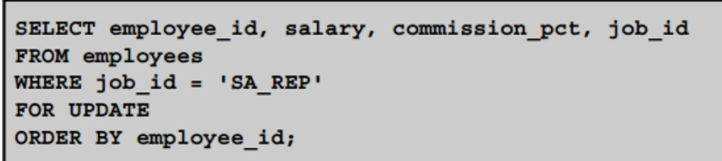 SELECT employee_id, salary, commission_pct, job_id
FROM employees
WHERE job_id = 'SA_REP'
FOR UPDATE
ORDER BY employee_id;